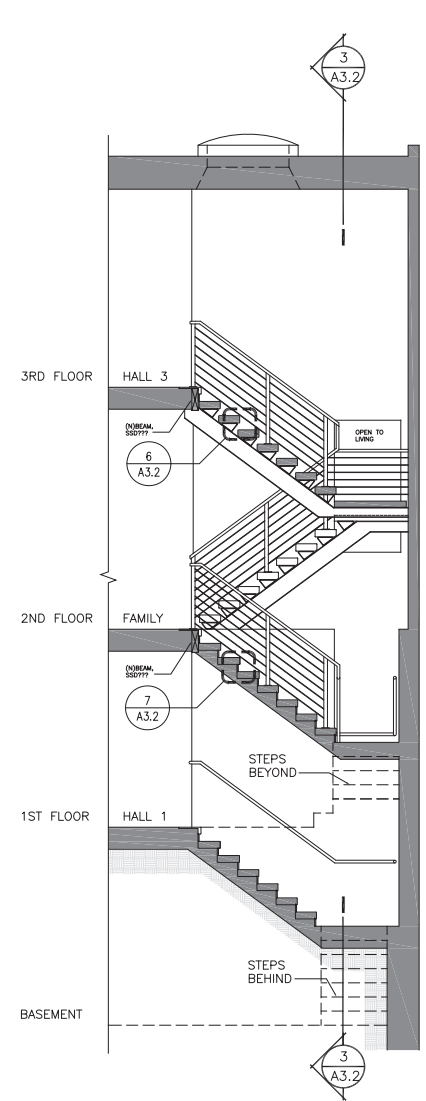 3
A3.2
3RD FLOOR HALL 3
(N)BEAM,
SSD???
OPEN TO
LIVING
6
A3.2
2ND FLOOR FAMILY
(N)BEAM,
SSD???
7
A3.2
STEPS
BEYOND
1ST FLOOR HALL 1
STEPS
BEHIND
BASEMENT
3
A3.2